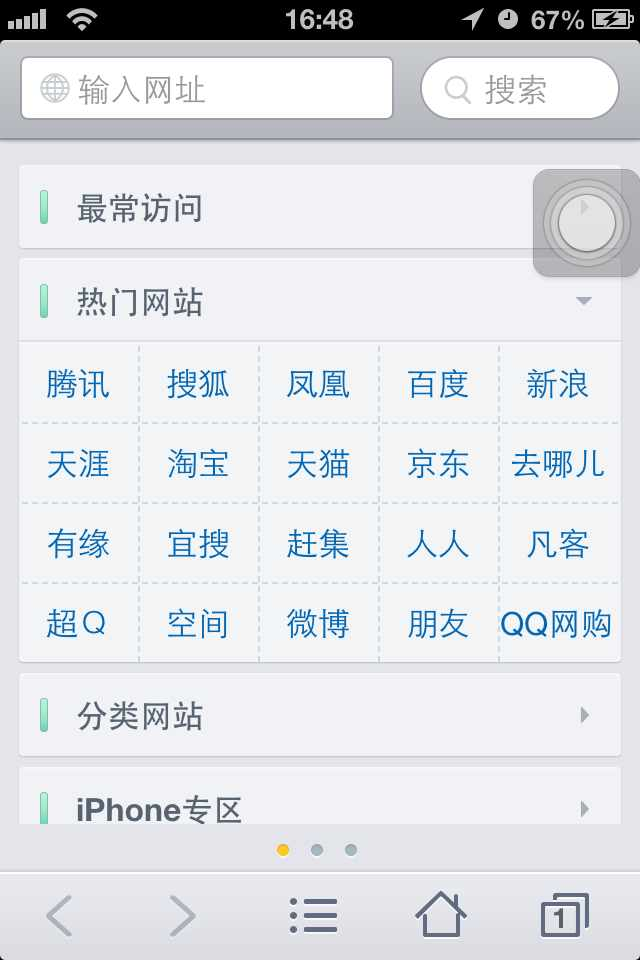 16:48 67%
输入网址 搜索
最常访问
热门网站
腾讯 搜狐 凤凰 百度 新浪
天涯 淘宝 天猫 京东 去哪儿
有缘 宜搜 赶集 人人 凡客
超Q 空间 微博 朋友 QQ网购
分类网站
iPhone专区
1